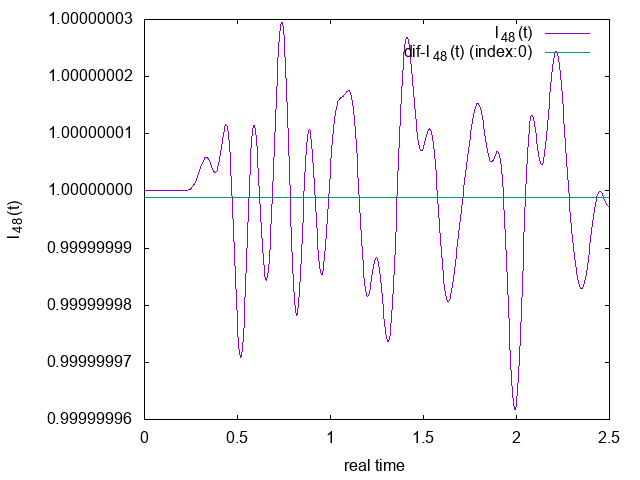 1.00000003
1.00000002
1.00000001
1.00000000
0.99999999
0.99999998
0.99999997
0.99999996
I48(t)
I48(t)
dif-I48(t) (index:0)
0 0.5 1 1.5 2 2.5
real time